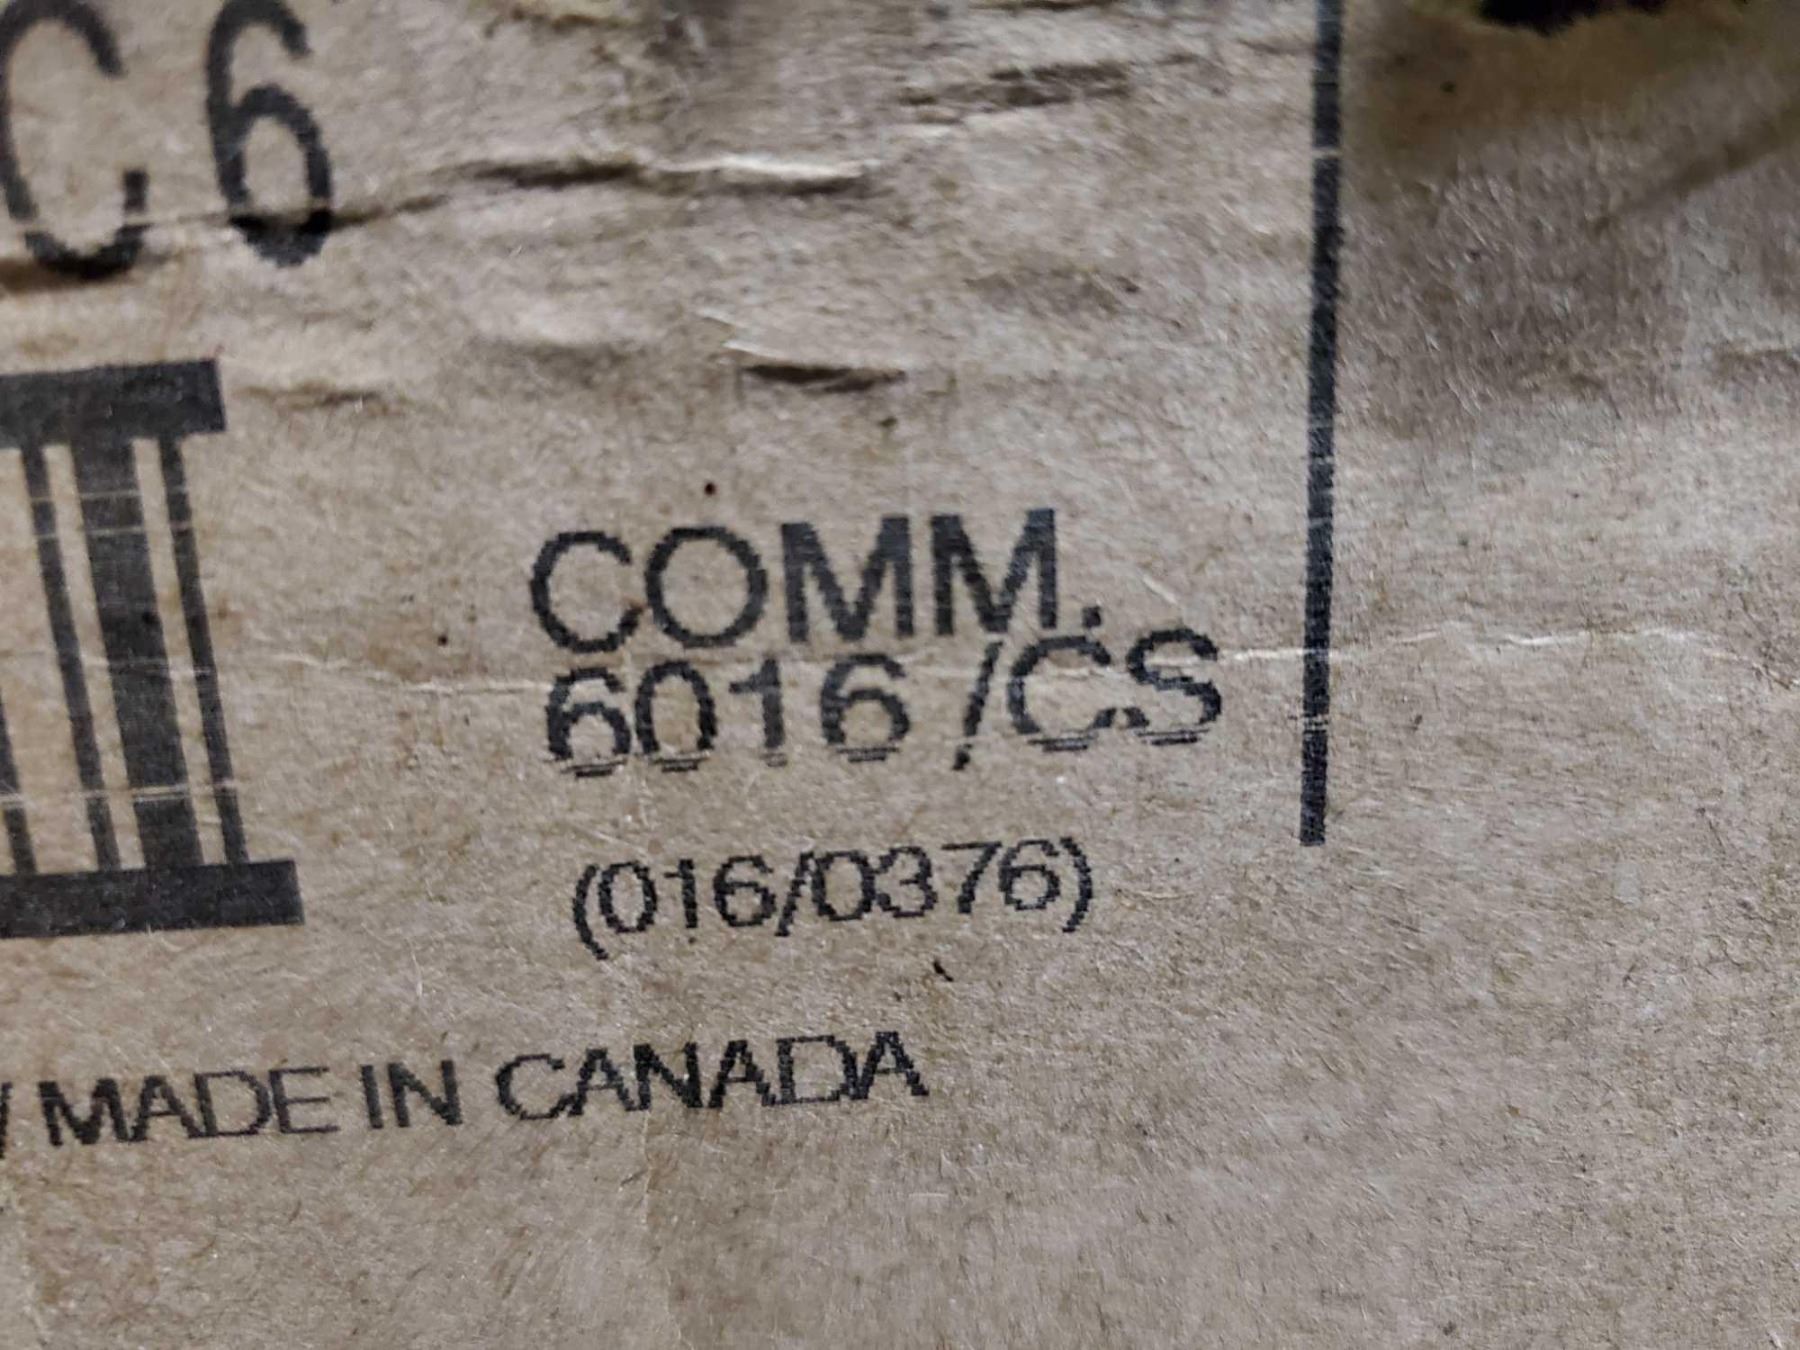 C6
COMM.
6016 /CS
(016/0376)
/ MADE IN CANADA